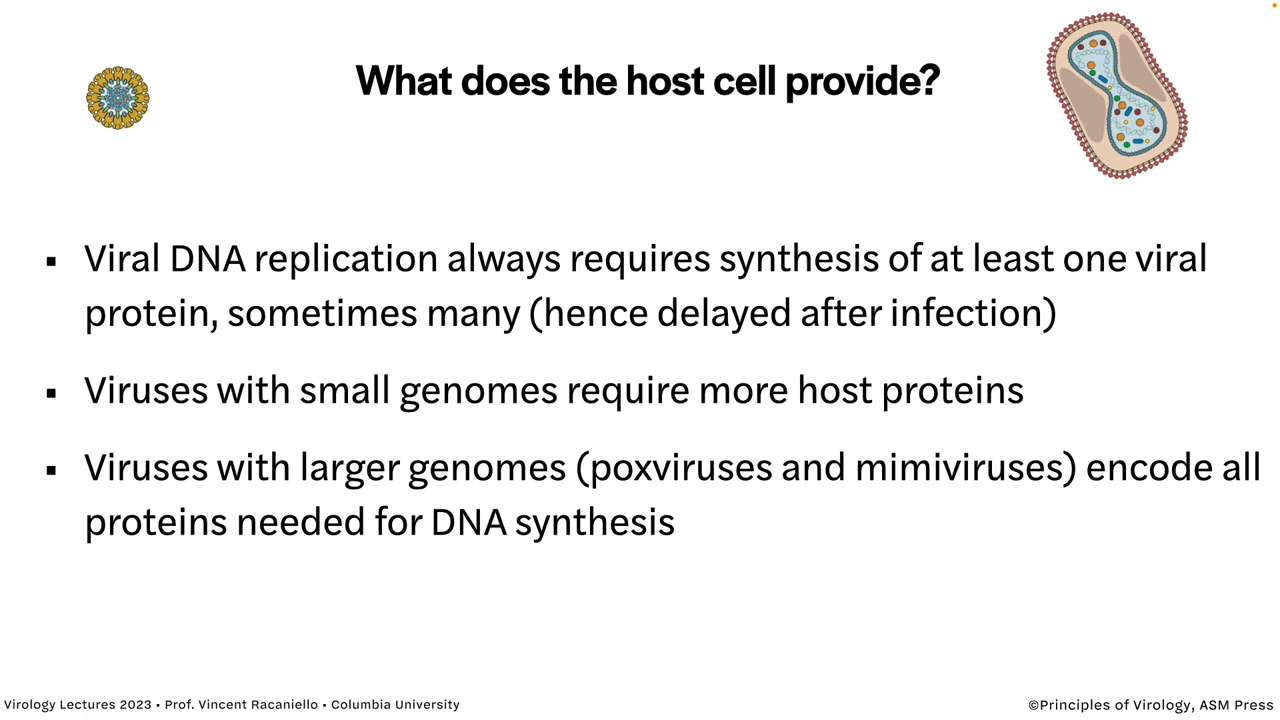 What does the host cell provide?
▪ Viral DNA replication always requires synthesis of at least one viral
protein, sometimes many (hence delayed after infection)
▪ Viruses with small genomes require more host proteins
▪ Viruses with larger genomes (poxviruses and mimiviruses) encode all
proteins needed for DNA synthesis
Virology Lectures 2023 • Prof. Vincent Racaniello • Columbia University
©Principles of Virology, ASM Press